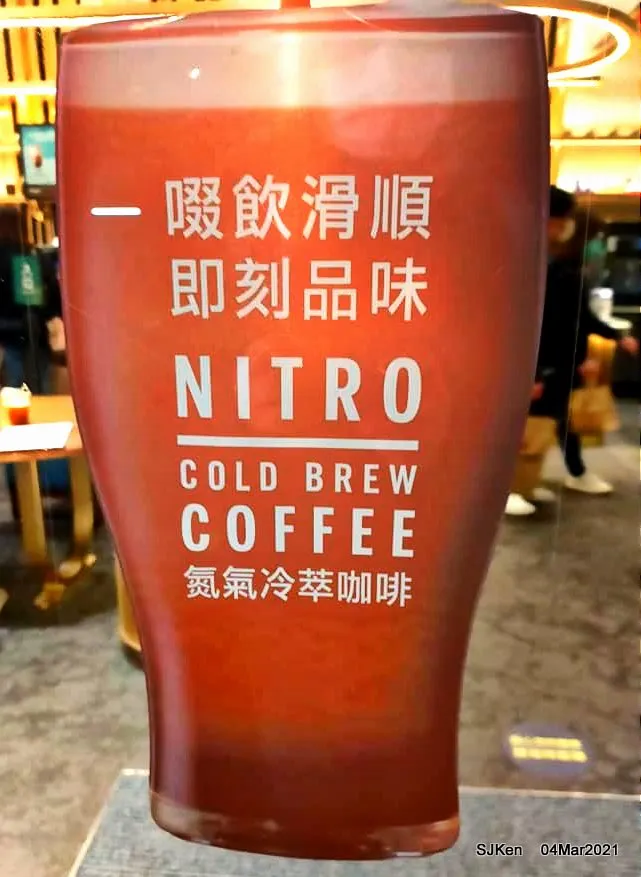 啜飲滑順
即刻品味
NITRO
COLD BREW
COFFEE
氮氣冷萃咖啡
SJKen 04Mar2021